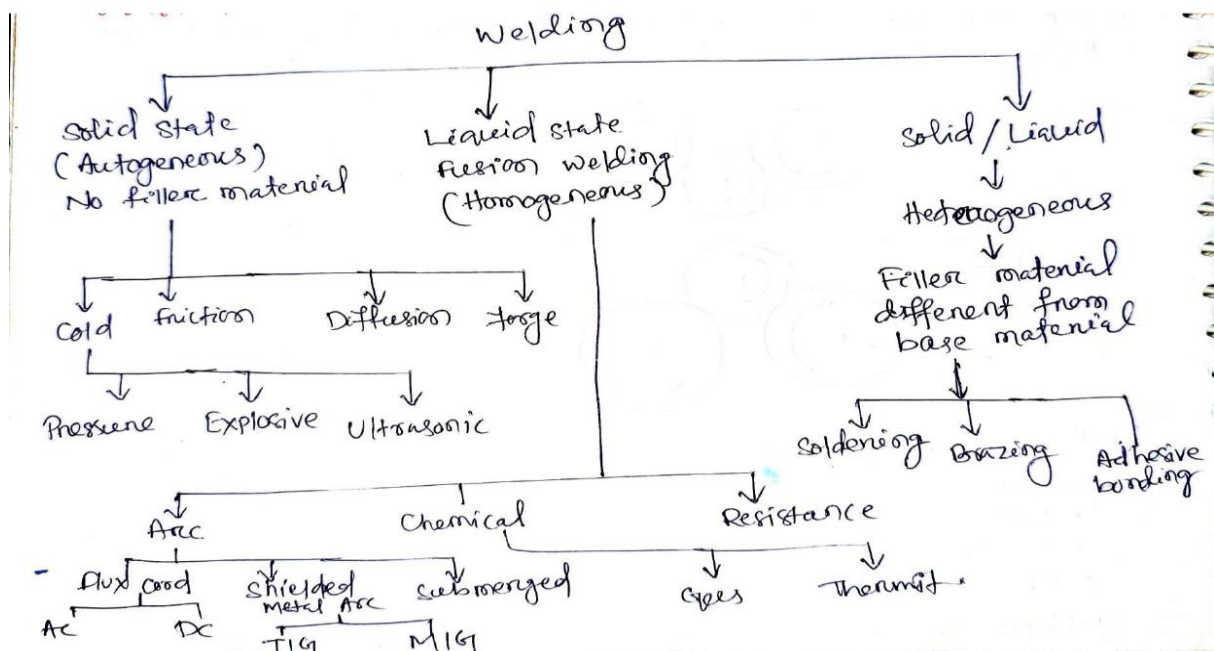 Welding
Solid State
(Autogeneous)
No filler material
Liquid state
Fusion welding
(Homogeneous)
Solid / Liquid
Heterogeneous
Filler material
different from
base material
Cold
Friction
Diffusion
Forge
Pressure
Explosive
Ultrasonic
Soldering
Brazing
Adhesive
bonding
Arc
Chemical
Resistance
Flux cord
Shielded
Metal Arc
Submerged
Gas
Thermit.
AC
DC
TIG
MIG